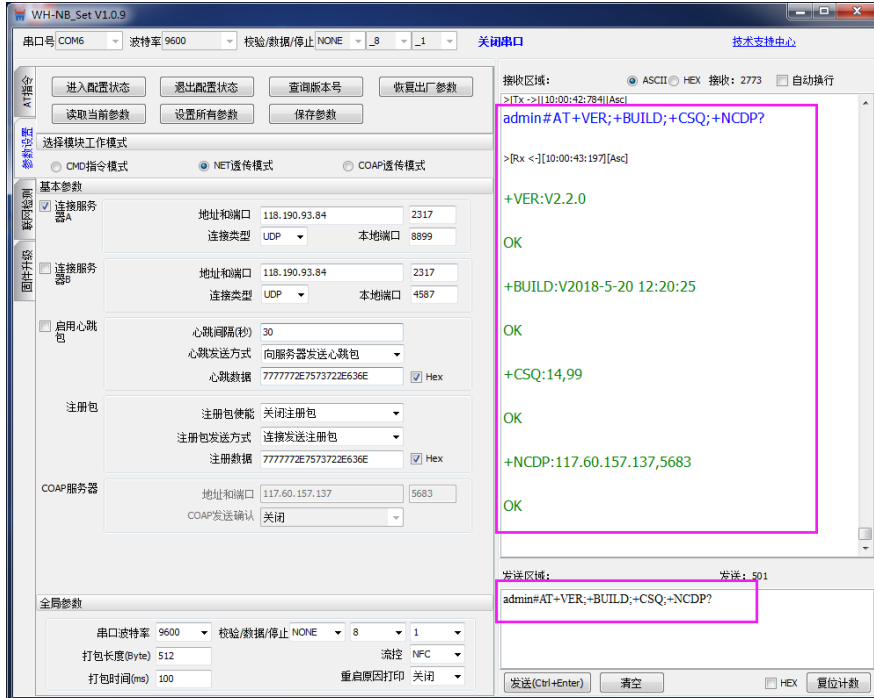 WH-NB_Set V1.0.9
串口号 COM6 波特率 9600 校验/数据/停止 NONE _8 _1 关闭串口 技术支持中心
AT指令
参数设置
联网检测
固件升级
进入配置状态 退出配置状态 查询版本号 恢复出厂参数
读取当前参数 设置所有参数 保存参数
选择模块工作模式
CMD指令模式 NET透传模式 COAP透传模式
基本参数
连接服务器A 地址和端口 118.190.93.84 2317
连接类型 UDP 本地端口 8899
连接服务器B 地址和端口 118.190.93.84 2317
连接类型 UDP 本地端口 4587
启用心跳包 心跳间隔(秒) 30
心跳发送方式 向服务器发送心跳包
心跳数据 7777772E7573722E636E Hex
注册包 注册包使能 关闭注册包
注册包发送方式 连接发送注册包
注册数据 7777772E7573722E636E Hex
COAP服务器 地址和端口 117.60.157.137 5683
COAP发送确认 关闭
全局参数
串口波特率 9600 校验/数据/停止 NONE 8 1
打包长度(Byte) 512 流控 NFC
打包时间(ms) 100 重启原因打印 关闭
接收区域: ASCII HEX 接收: 2773 自动换行
>[Tx ->][10:00:42:784][Asc]
admin#AT+VER;+BUILD;+CSQ;+NCDP?
>[Rx <-][10:00:43:197][Asc]
+VER:V2.2.0
OK
+BUILD:V2018-5-20 12:20:25
OK
+CSQ:14,99
OK
+NCDP:117.60.157.137,5683
OK
发送区域: 发送: 501
admin#AT+VER;+BUILD;+CSQ;+NCDP?
发送(Ctrl+Enter) 清空 HEX 复位计数